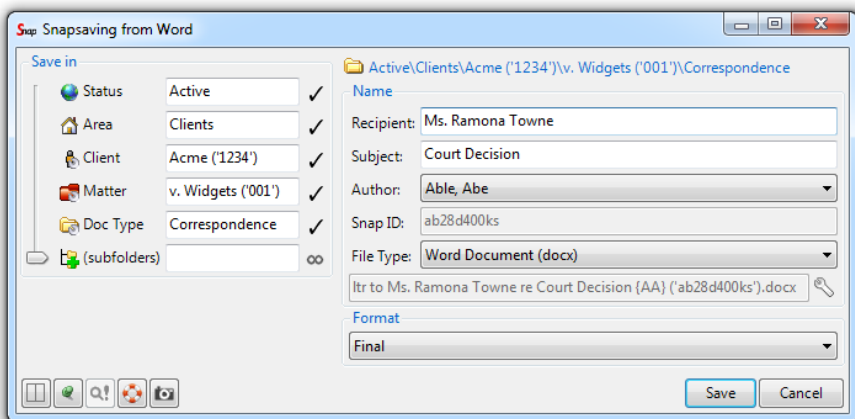 Snap Snapsaving from Word
Save in
Status Active
Area Clients
Client Acme ('1234')
Matter v. Widgets ('001')
Doc Type Correspondence
(subfolders)
Active\Clients\Acme ('1234')\v. Widgets ('001')\Correspondence
Name
Recipient: Ms. Ramona Towne
Subject: Court Decision
Author: Able, Abe
Snap ID: ab28d400ks
File Type: Word Document (docx)
ltr to Ms. Ramona Towne re Court Decision {AA} ('ab28d400ks').docx
Format
Final
Save Cancel